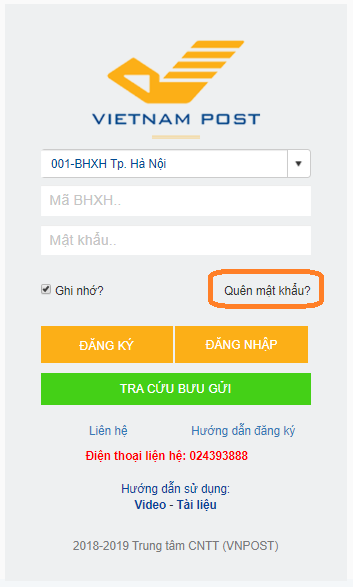 VIETNAM POST
001-BHXH Tp. Hà Nội
Mã BHXH..
Mật khẩu..
Ghi nhớ? Quên mật khẩu?
ĐĂNG KÝ ĐĂNG NHẬP
TRA CỨU BƯU GỬI
Liên hệ Hướng dẫn đăng ký
Điện thoại liên hệ: 024393888
Hướng dẫn sử dụng:
Video - Tài liệu
2018-2019 Trung tâm CNTT (VNPOST)